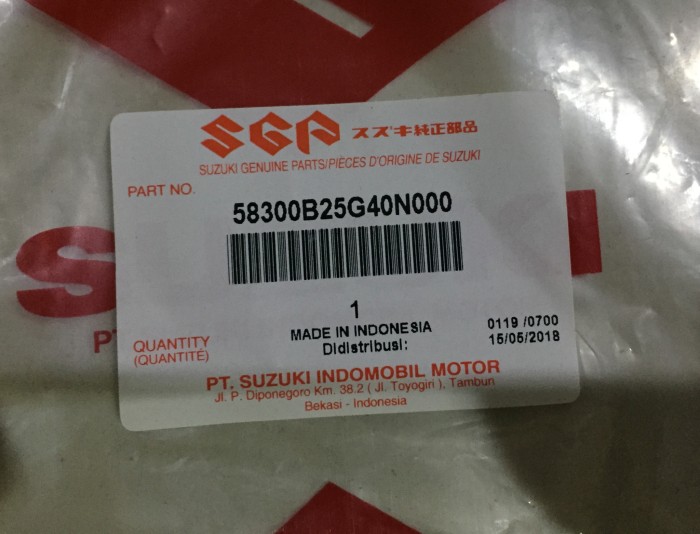 SGP スズキ純正部品
SUZUKI GENUINE PARTS/PIÈCES D'ORIGINE DE SUZUKI
PART NO.
58300B25G40N000
1
QUANTITY
(QUANTITÉ)
MADE IN INDONESIA
Didistribusi:
0119 /0700
15/05/2018
PT. SUZUKI INDOMOBIL MOTOR
Jl. P. Diponegoro Km. 38.2 ( Jl. Toyogiri ), Tambun
Bekasi - Indonesia
PT